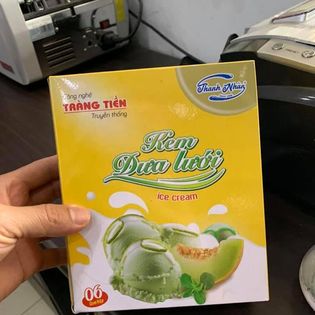 Công nghệ
TRÀNG TIỀN
Truyền thống
Thanh Nhàn
Kem
Dưa lưới
ICE CREAM
06